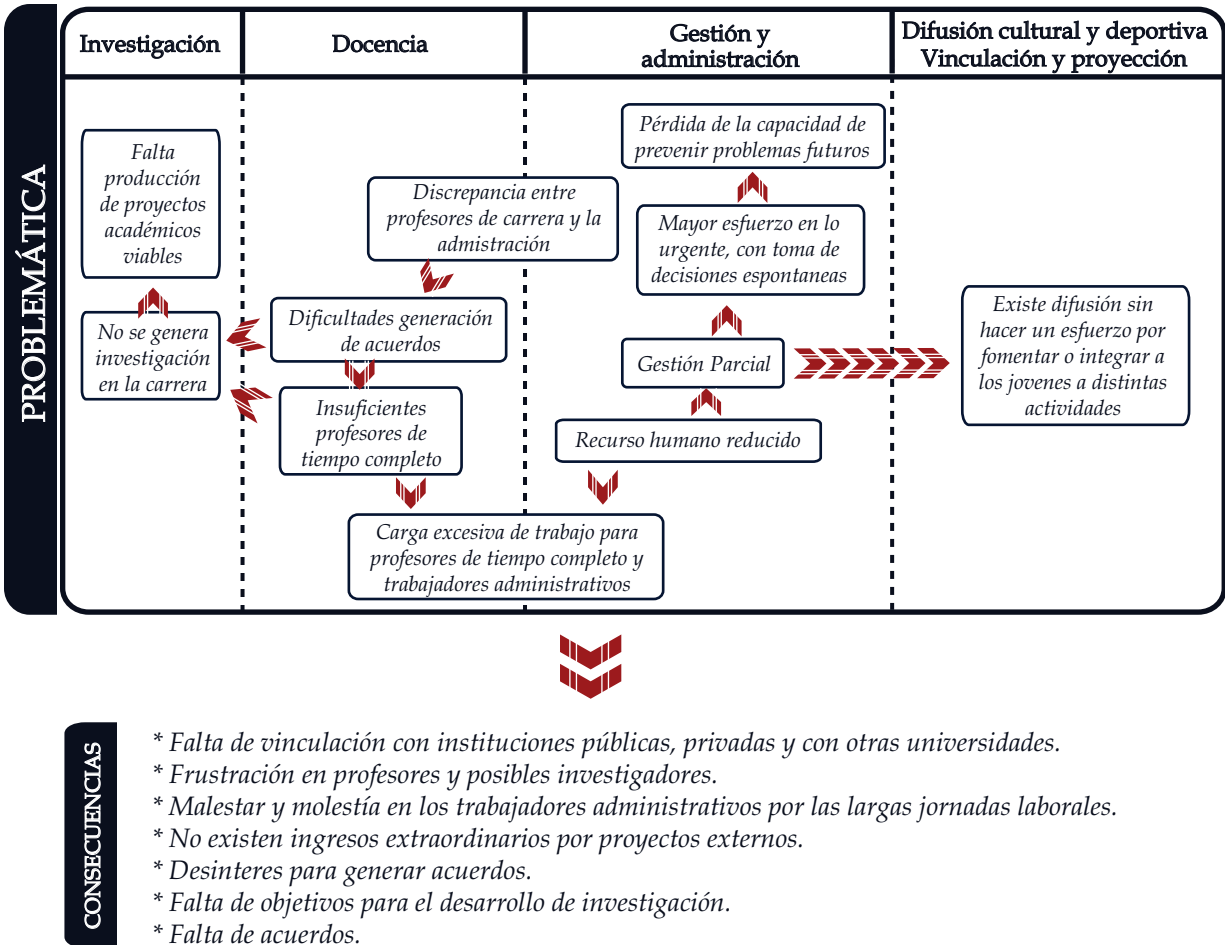 PROBLEMÁTICA
Investigación
Docencia
Gestión y
administración
Difusión cultural y deportiva
Vinculación y proyección
Falta
producción
de proyectos
académicos
viables
No se genera
investigación
en la carrera
Discrepancia entre
profesores de carrera y la
admistración
Dificultades generación
de acuerdos
Insuficientes
profesores de
tiempo completo
Carga excesiva de trabajo para
profesores de tiempo completo y
trabajadores administrativos
Pérdida de la capacidad de
prevenir problemas futuros
Mayor esfuerzo en lo
urgente, con toma de
decisiones espontaneas
Gestión Parcial
Recurso humano reducido
Existe difusión sin
hacer un esfuerzo por
fomentar o integrar a
los jovenes a distintas
actividades
CONSECUENCIAS
* Falta de vinculación con instituciones públicas, privadas y con otras universidades.
* Frustración en profesores y posibles investigadores.
* Malestar y molestía en los trabajadores administrativos por las largas jornadas laborales.
* No existen ingresos extraordinarios por proyectos externos.
* Desinteres para generar acuerdos.
* Falta de objetivos para el desarrollo de investigación.
* Falta de acuerdos.